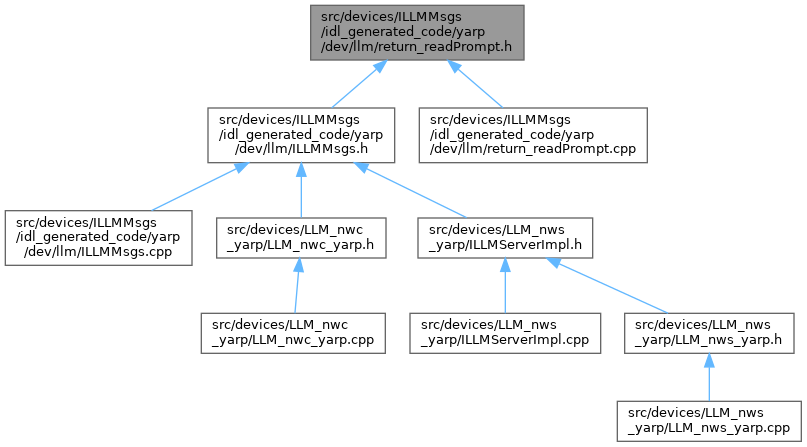 src/devices/ILLMMsgs
/idl_generated_code/yarp
/dev/llm/return_readPrompt.h
src/devices/ILLMMsgs
/idl_generated_code/yarp
/dev/llm/ILLMMsgs.h
src/devices/ILLMMsgs
/idl_generated_code/yarp
/dev/llm/return_readPrompt.cpp
src/devices/ILLMMsgs
/idl_generated_code/yarp
/dev/llm/ILLMMsgs.cpp
src/devices/LLM_nwc
_yarp/LLM_nwc_yarp.h
src/devices/LLM_nws
_yarp/ILLMServerImpl.h
src/devices/LLM_nwc
_yarp/LLM_nwc_yarp.cpp
src/devices/LLM_nws
_yarp/ILLMServerImpl.cpp
src/devices/LLM_nws
_yarp/LLM_nws_yarp.h
src/devices/LLM_nws
_yarp/LLM_nws_yarp.cpp